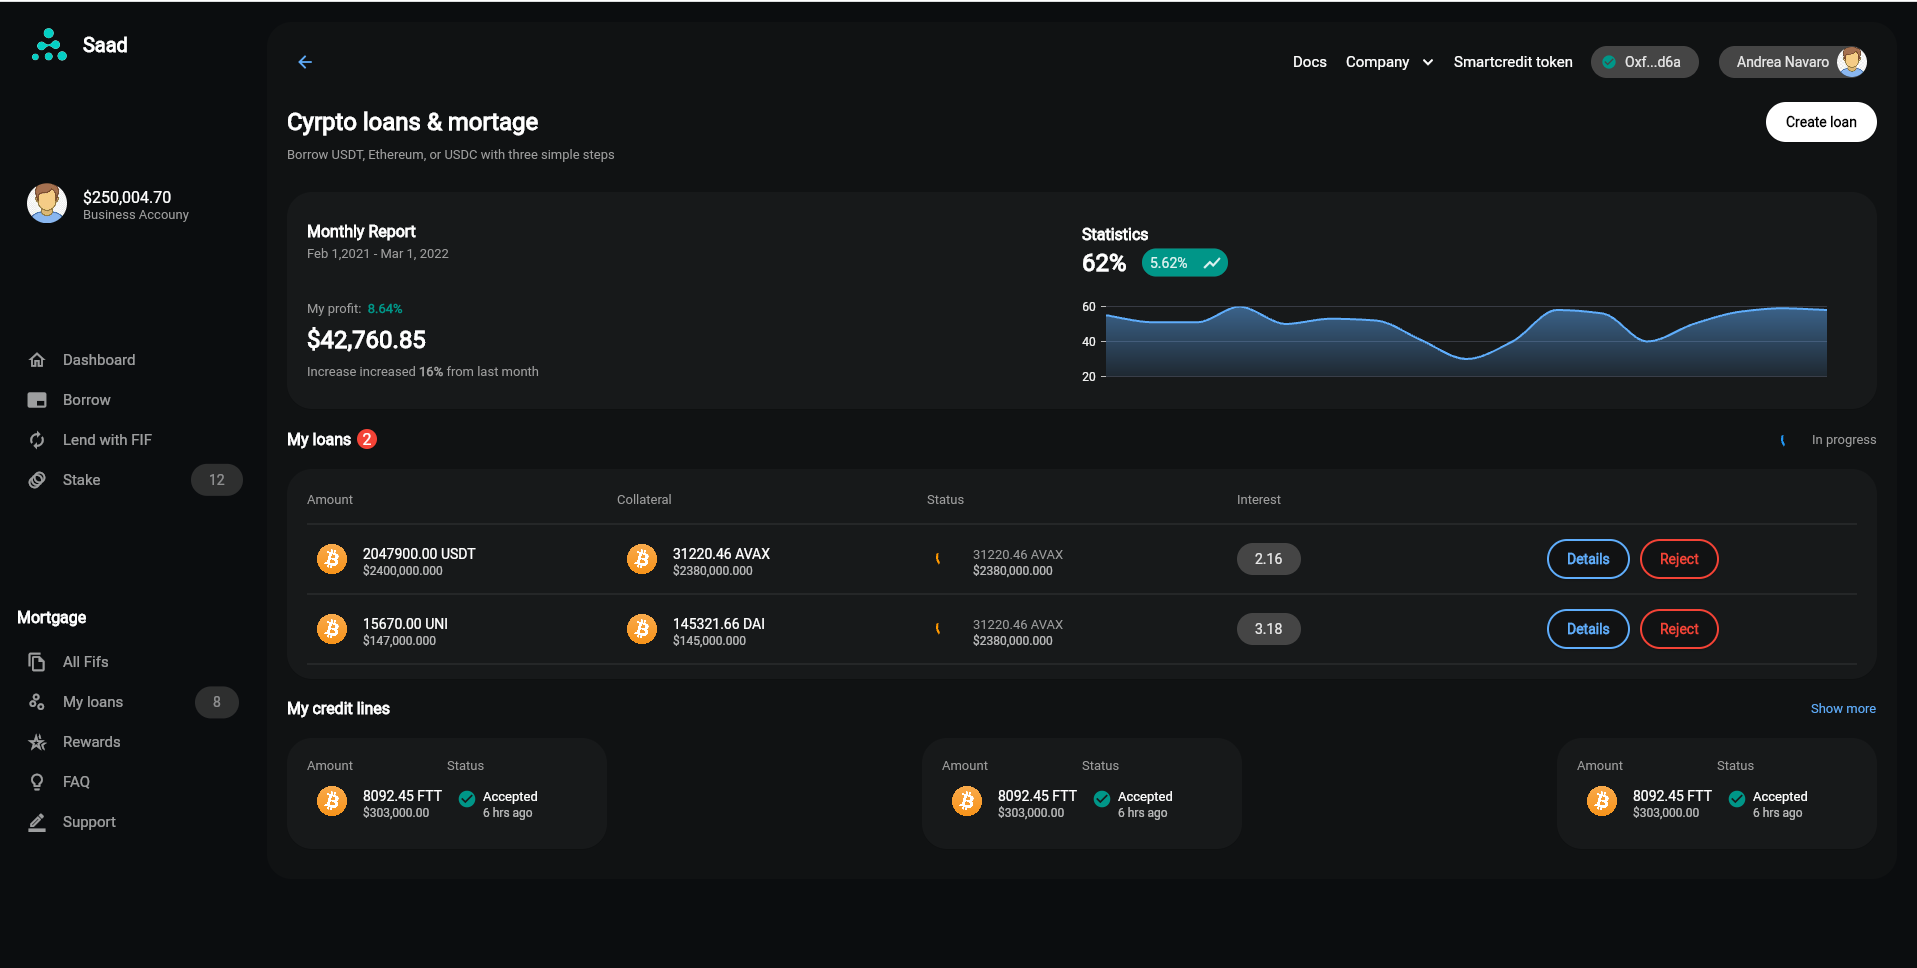 Saad
$250,004.70
Business Accouny
Dashboard
Borrow
Lend with FIF
Stake 12
Mortgage
All Fifs
My loans 8
Rewards
FAQ
Support
Docs Company Smartcredit token Oxf...d6a Andrea Navaro
Cyrpto loans & mortage
Create loan
Borrow USDT, Ethereum, or USDC with three simple steps
Monthly Report
Feb 1,2021 - Mar 1, 2022
My profit: 8.64%
$42,760.85
Increase increased 16% from last month
Statistics
62% 5.62%
60
40
20
My loans 2 In progress
Amount Collateral Status Interest
2047900.00 USDT 31220.46 AVAX 31220.46 AVAX 2.16 Details Reject
$2400,000.000 $2380,000.000 $2380,000.000
15670.00 UNI 145321.66 DAI 31220.46 AVAX 3.18 Details Reject
$147,000.000 $145,000.000 $2380,000.000
My credit lines Show more
Amount Status Amount Status Amount Status
8092.45 FTT Accepted 8092.45 FTT Accepted 8092.45 FTT Accepted
$303,000.00 6 hrs ago $303,000.00 6 hrs ago $303,000.00 6 hrs ago